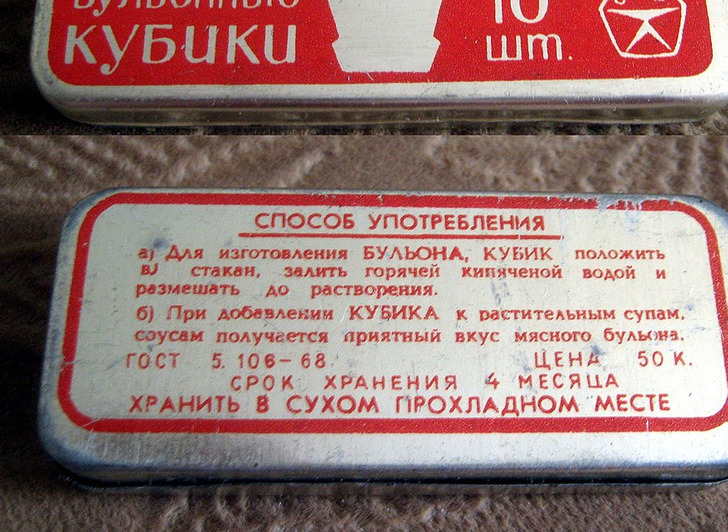 БУЛЬОННЫЕ
КУБИКИ
10
шт.
СПОСОБ УПОТРЕБЛЕНИЯ
а) Для изготовления БУЛЬОНА, КУБИК положить
в стакан, залить горячей кипяченой водой и
размешать до растворения.
б) При добавлении КУБИКА к растительным супам,
соусам получается приятный вкус мясного бульона.
ГОСТ 5.106-68. ЦЕНА 50 К.
СРОК ХРАНЕНИЯ 4 МЕСЯЦА
ХРАНИТЬ В СУХОМ ПРОХЛАДНОМ МЕСТЕ